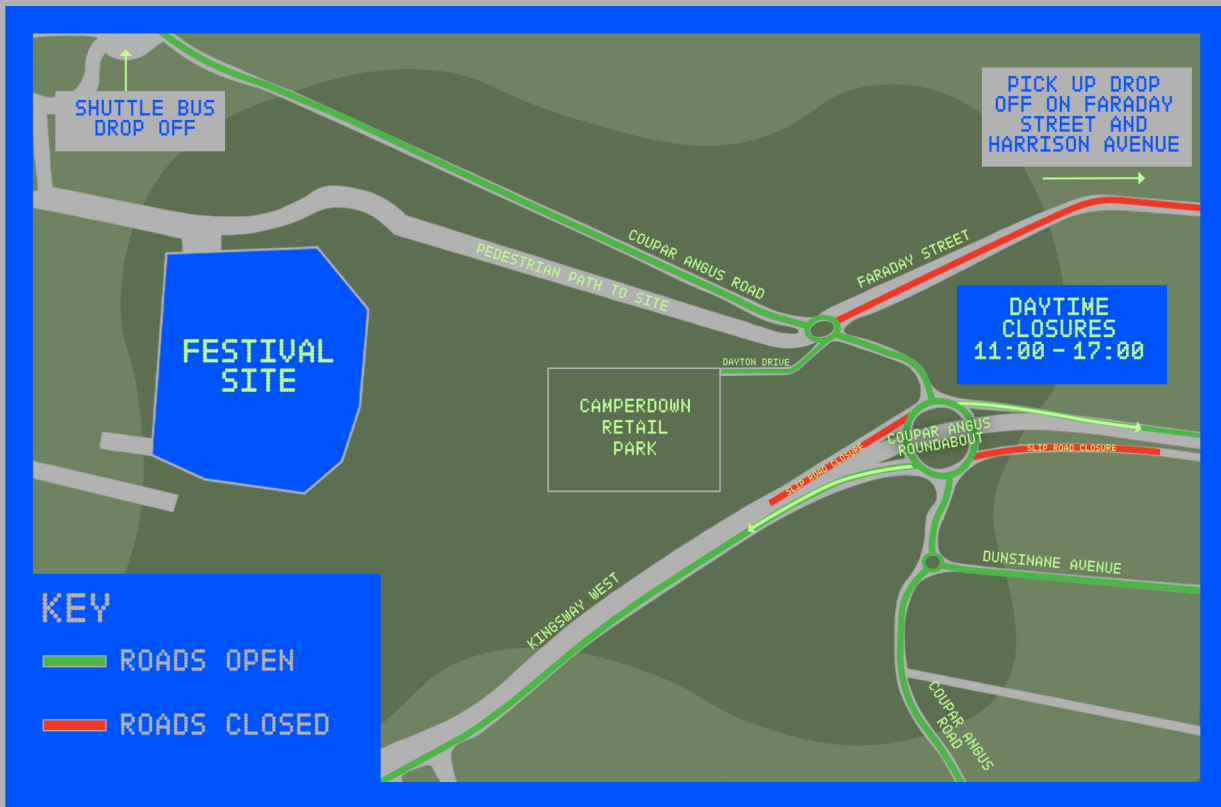 SHUTTLE BUS
DROP OFF
PICK UP DROP
OFF ON FARADAY
STREET AND
HARRISON AVENUE
COUPAR ANGUS ROAD
FARADAY STREET
PEDESTRIAN PATH TO SITE
DAYTIME
CLOSURES
11:00 - 17:00
FESTIVAL
SITE
DAYTON DRIVE
CAMPERDOWN
RETAIL
PARK
COUPAR ANGUS
ROUNDABOUT
SLIP ROAD CLOSURE
SLIP ROAD CLOSURE
DUNSINANE AVENUE
KINGSWAY WEST
COUPAR ANGUS
ROAD
KEY
ROADS OPEN
ROADS CLOSED